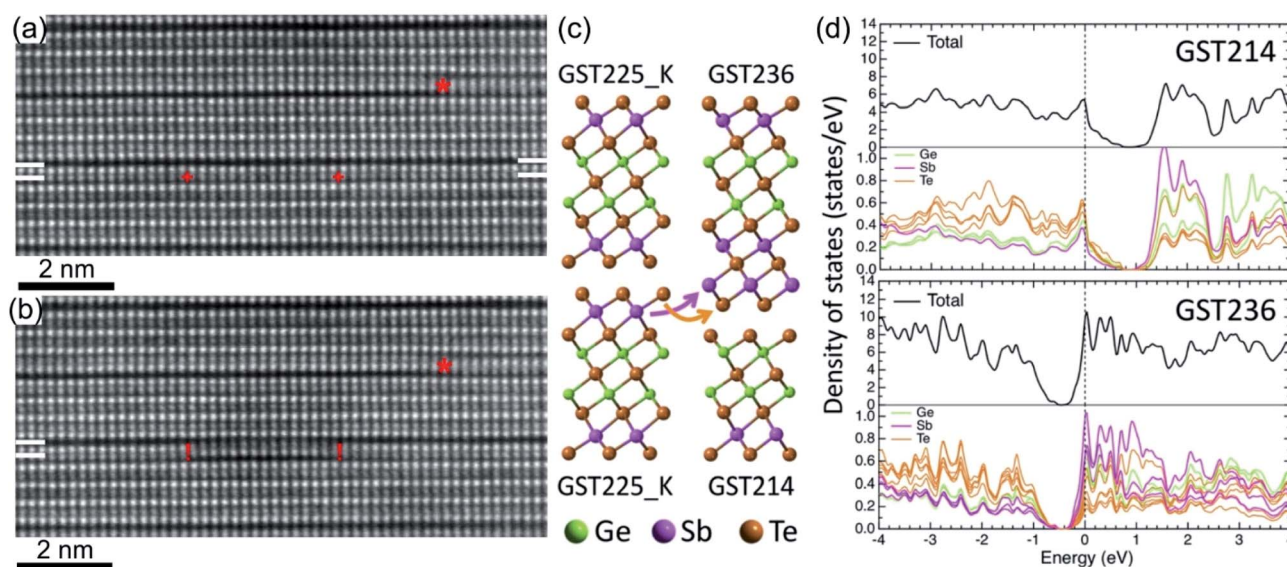 (a)
*
*
*
2 nm
(b)
*
!
!
2 nm
(c)
GST225_K
GST236
GST225_K
GST214
Ge
Sb
Te
(d)
Density of states (states/eV)
14
12
10
8
6
4
2
0
Total
GST214
1.0
0.8
0.6
0.4
0.2
0.0
Ge
Sb
Te
14
12
10
8
6
4
2
0
Total
GST236
1.0
0.8
0.6
0.4
0.2
0.0
Ge
Sb
Te
-4 -3 -2 -1 0 1 2 3 4
Energy (eV)